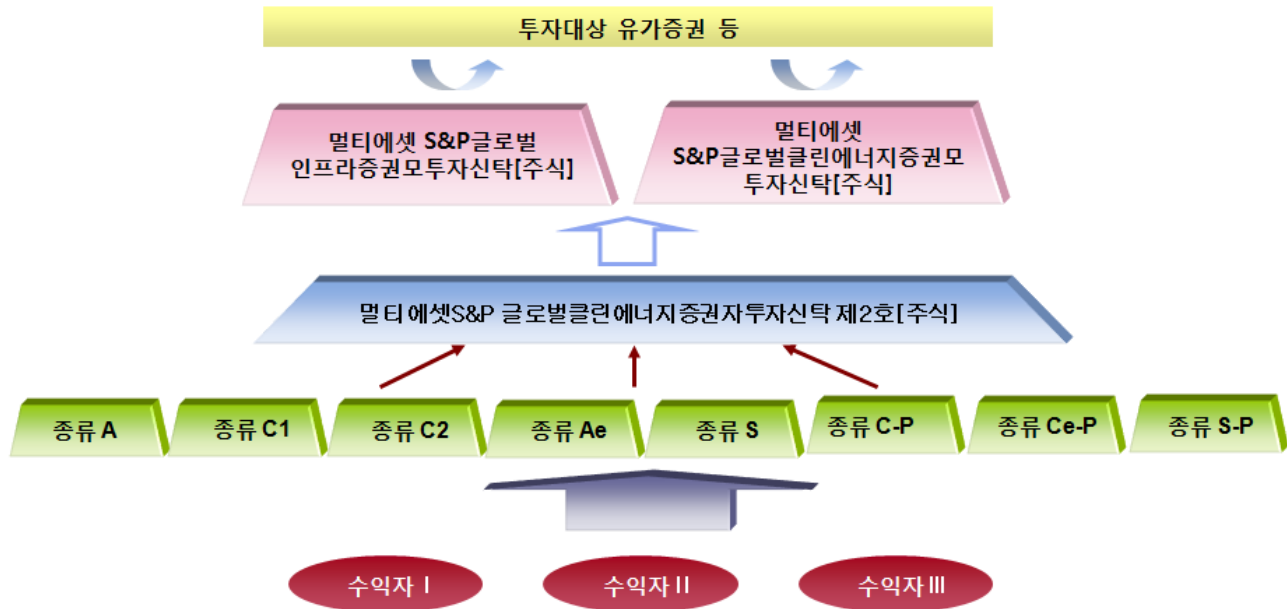 투자대상 유가증권 등
멀티에셋 S&P글로벌
인프라증권모투자신탁[주식]
멀티에셋
S&P글로벌클린에너지증권모
투자신탁[주식]
멀티에셋S&P 글로벌클린에너지증권자투자신탁 제2호[주식]
종류 A
종류 C1
종류 C2
종류 Ae
종류 S
종류 C-P
종류 Ce-P
종류 S-P
수익자 Ⅰ
수익자 Ⅱ
수익자 Ⅲ